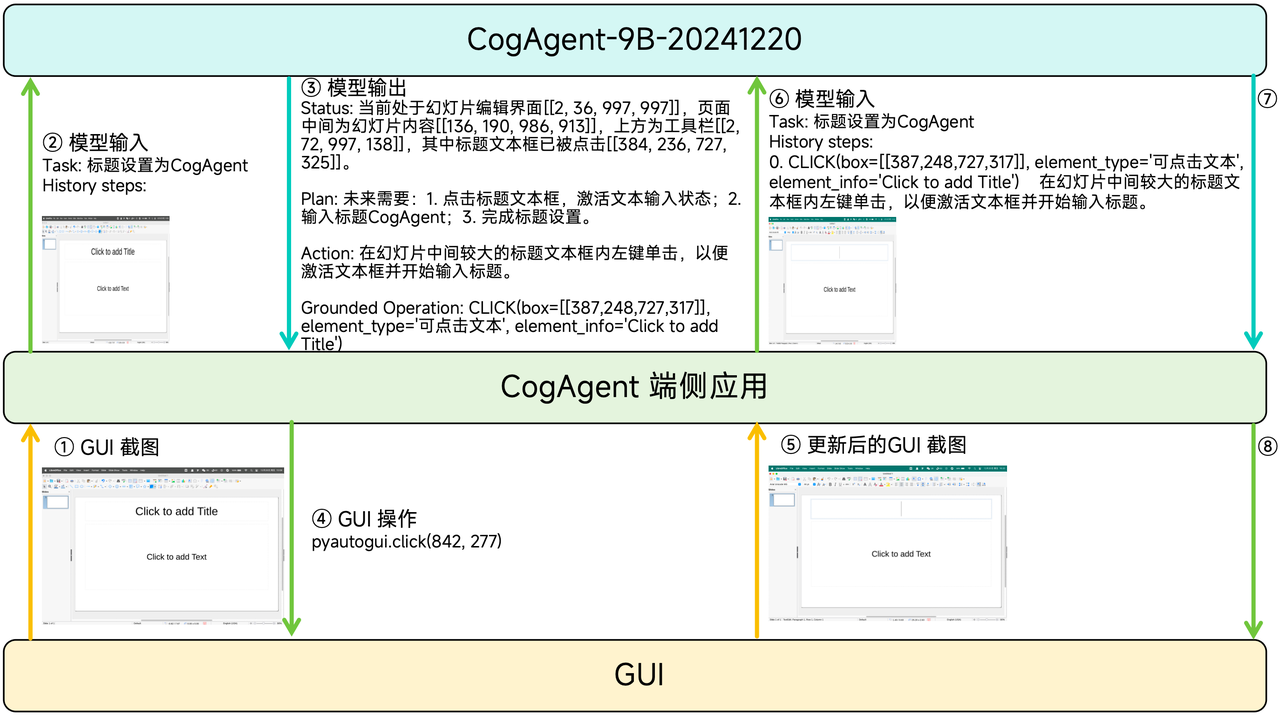 CogAgent-9B-20241220
② 模型输入
Task: 标题设置为CogAgent
History steps:
Click to add Title
Click to add Text
③ 模型输出
Status: 当前处于幻灯片编辑界面[[2, 36, 997, 997]]，页面
中间为幻灯片内容[[136, 190, 986, 913]]，上方为工具栏[[2,
72, 997, 138]]，其中标题文本框已被点击[[384, 236, 727,
325]]。
Plan: 未来需要：1. 点击标题文本框，激活文本输入状态；2.
输入标题CogAgent；3. 完成标题设置。
Action: 在幻灯片中间较大的标题文本框内左键单击，以便
激活文本框并开始输入标题。
Grounded Operation: CLICK(box=[[387,248,727,317]],
element_type='可点击文本', element_info='Click to add
Title')
⑥ 模型输入
Task: 标题设置为CogAgent
History steps:
0. CLICK(box=[[387,248,727,317]], element_type='可点击文本',
element_info='Click to add Title') 在幻灯片中间较大的标题文
本框内左键单击，以便激活文本框并开始输入标题。
Click to add Text
⑦
CogAgent 端侧应用
① GUI 截图
Click to add Title
Click to add Text
④ GUI 操作
pyautogui.click(842, 277)
⑤ 更新后的GUI 截图
Click to add Text
⑧
GUI